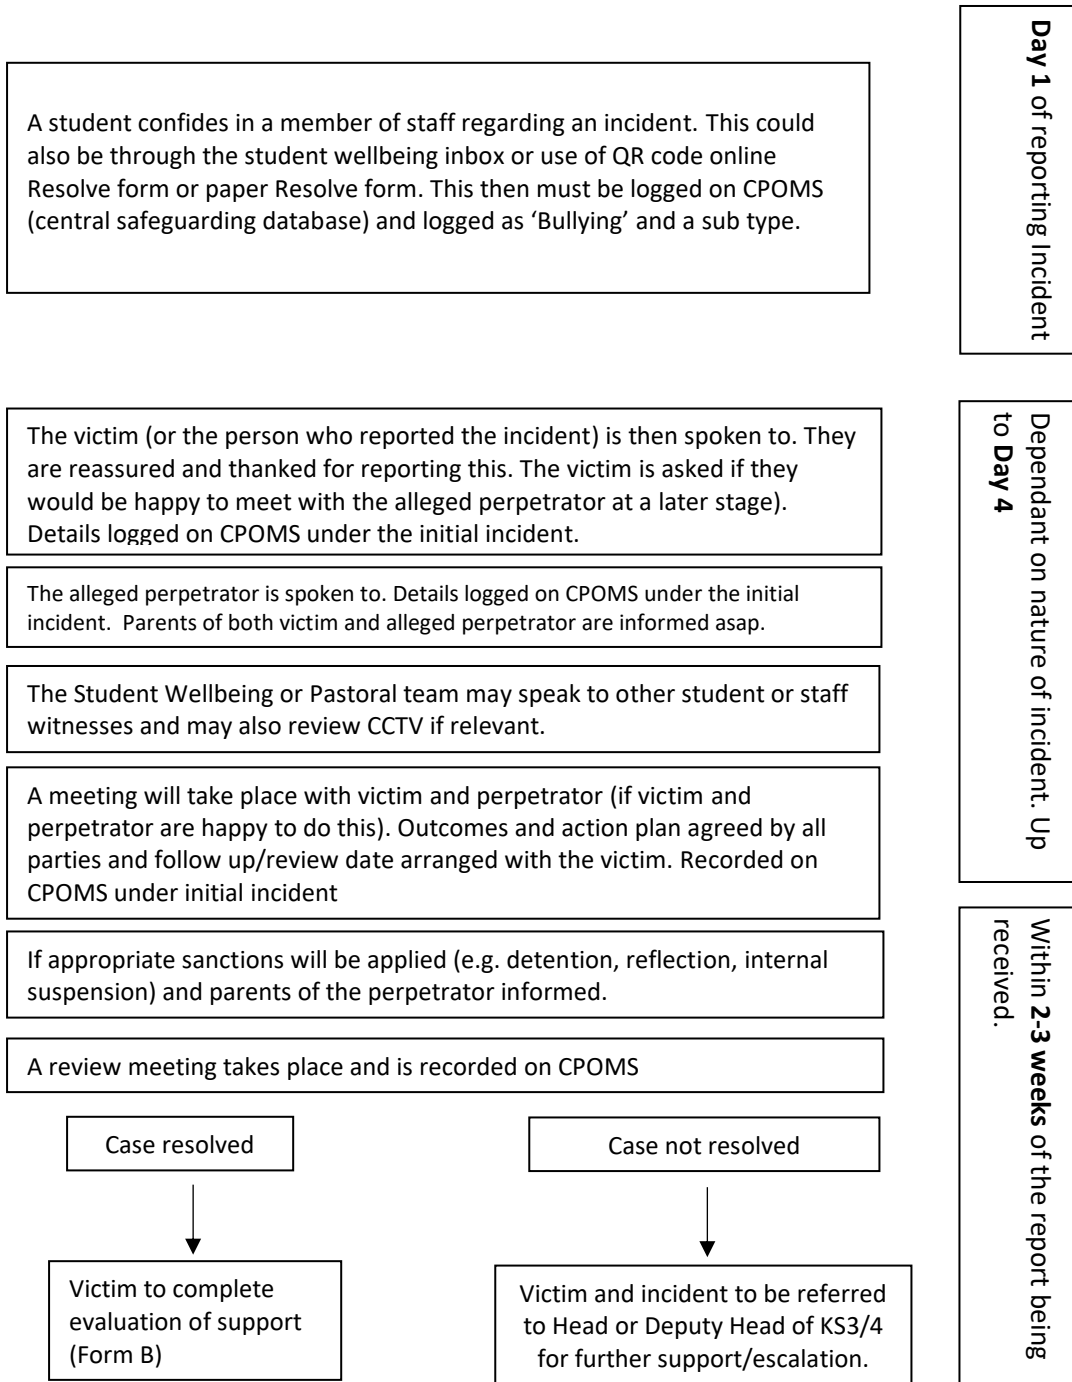 Day 1 of reporting Incident
A student confides in a member of staff regarding an incident. This could
also be through the student wellbeing inbox or use of QR code online
Resolve form or paper Resolve form. This then must be logged on CPOMS
(central safeguarding database) and logged as ‘Bullying’ and a sub type.
Dependant on nature of incident. Up
to Day 4
The victim (or the person who reported the incident) is then spoken to. They
are reassured and thanked for reporting this. The victim is asked if they
would be happy to meet with the alleged perpetrator at a later stage).
Details logged on CPOMS under the initial incident.
The alleged perpetrator is spoken to. Details logged on CPOMS under the initial
incident. Parents of both victim and alleged perpetrator are informed asap.
The Student Wellbeing or Pastoral team may speak to other student or staff
witnesses and may also review CCTV if relevant.
A meeting will take place with victim and perpetrator (if victim and
perpetrator are happy to do this). Outcomes and action plan agreed by all
parties and follow up/review date arranged with the victim. Recorded on
CPOMS under initial incident
Within 2-3 weeks of the report being
received.
If appropriate sanctions will be applied (e.g. detention, reflection, internal
suspension) and parents of the perpetrator informed.
A review meeting takes place and is recorded on CPOMS
Case resolved
Case not resolved
Victim to complete
evaluation of support
(Form B)
Victim and incident to be referred
to Head or Deputy Head of KS3/4
for further support/escalation.